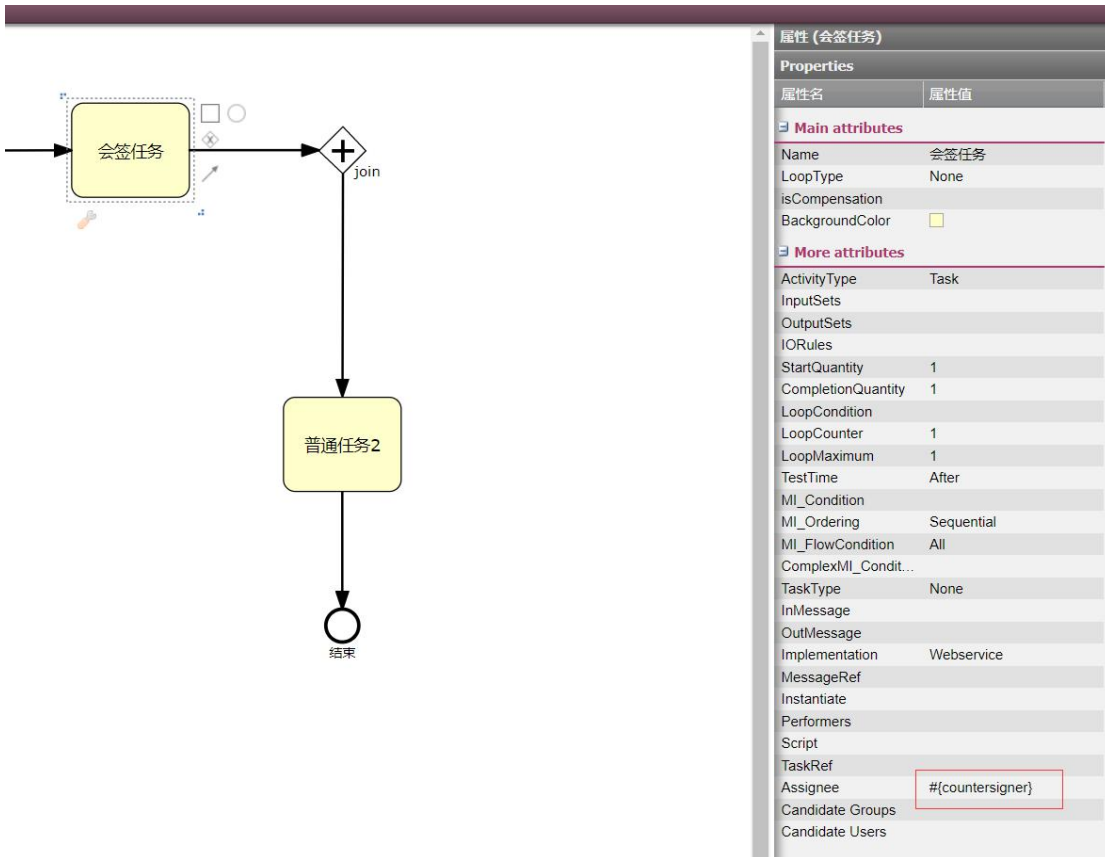 会签任务
join
普通任务2
结束
属性 (会签任务)
Properties
属性名 属性值
Main attributes
Name 会签任务
LoopType None
isCompensation
BackgroundColor
More attributes
ActivityType Task
InputSets
OutputSets
IORules
StartQuantity 1
CompletionQuantity 1
LoopCondition
LoopCounter 1
LoopMaximum 1
TestTime After
MI_Condition
MI_Ordering Sequential
MI_FlowCondition All
ComplexMI_Condit...
TaskType None
InMessage
OutMessage
Implementation Webservice
MessageRef
Instantiate
Performers
Script
TaskRef
Assignee #{countersigner}
Candidate Groups
Candidate Users